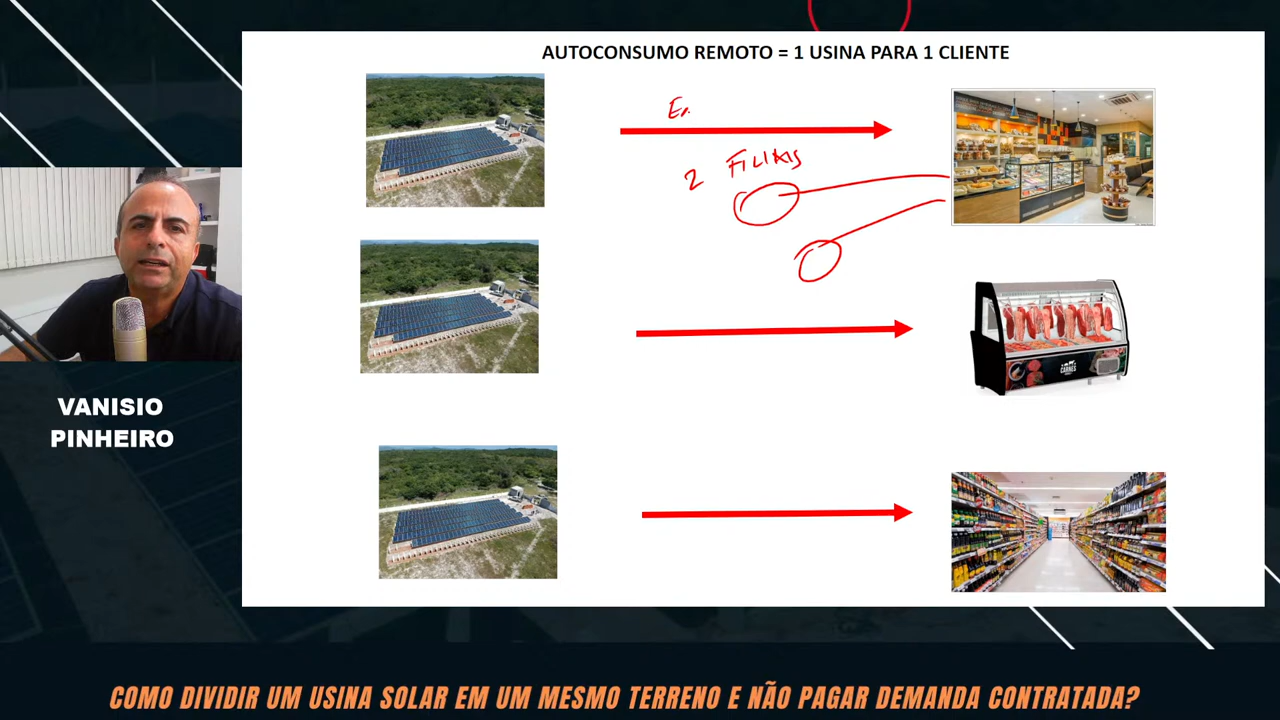 AUTOCONSUMO REMOTO = 1 USINA PARA 1 CLIENTE
Ex.
2 FILIAIS
CARNES
VANISIO
PINHEIRO
COMO DIVIDIR UM USINA SOLAR EM UM MESMO TERRENO E NÃO PAGAR DEMANDA CONTRATADA?